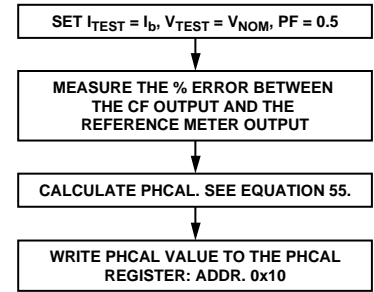 SET I_TEST = I_b, V_TEST = V_NOM, PF = 0.5
MEASURE THE % ERROR BETWEEN
THE CF OUTPUT AND THE
REFERENCE METER OUTPUT
CALCULATE PHCAL. SEE EQUATION 55.
WRITE PHCAL VALUE TO THE PHCAL
REGISTER: ADDR. 0x10